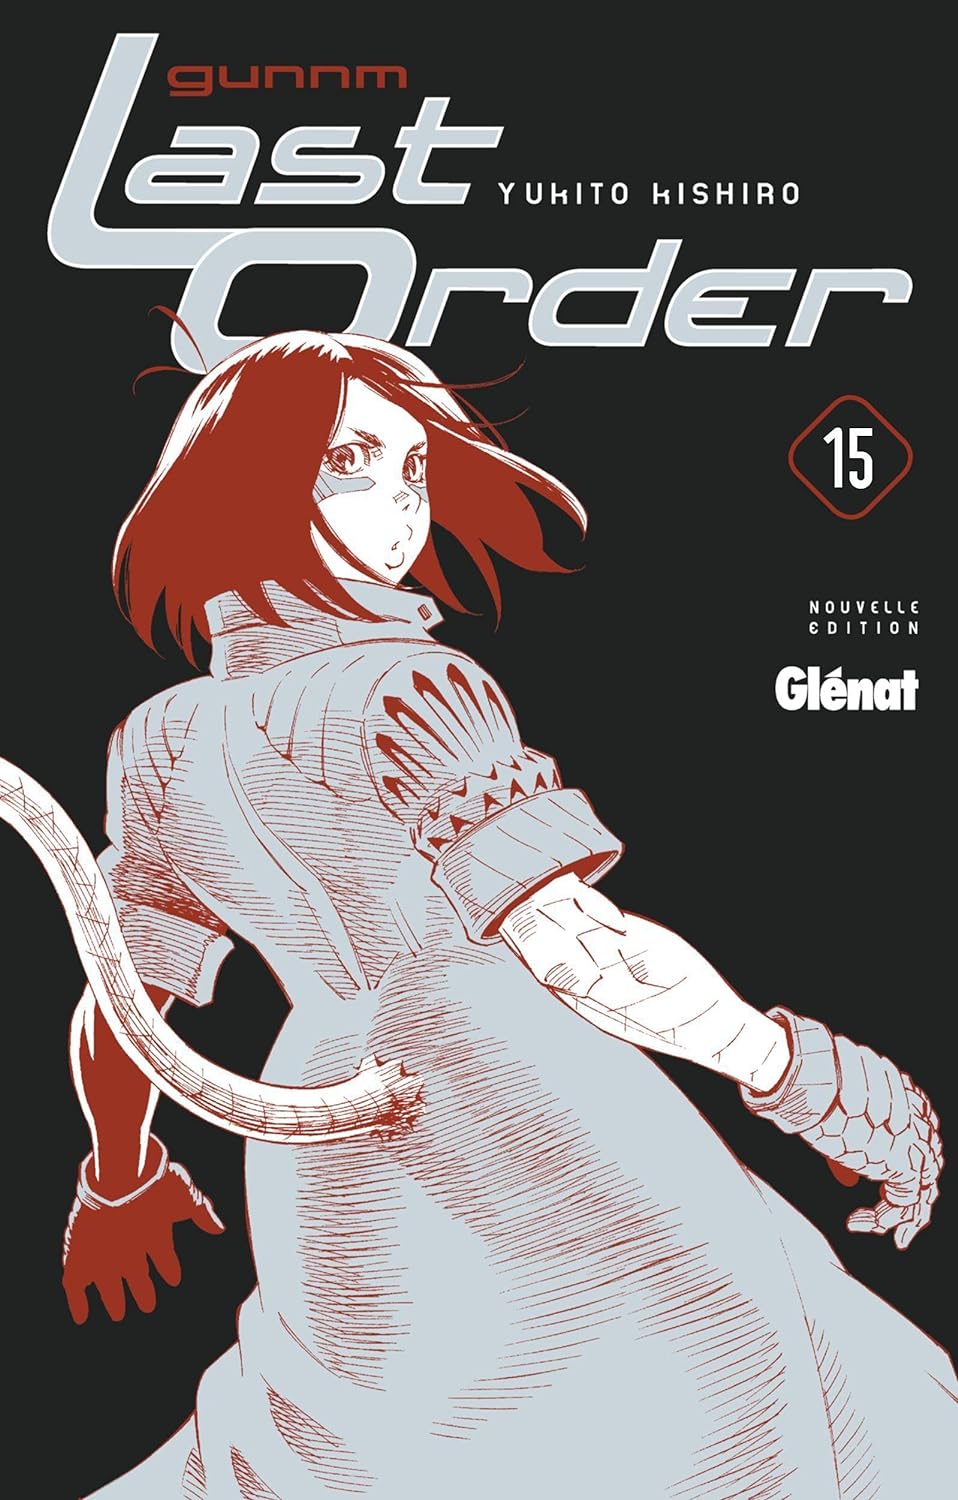 gunnm
Last
YUKITO KISHIRO
Order
15
NOUVELLE
EDITION
Glénat